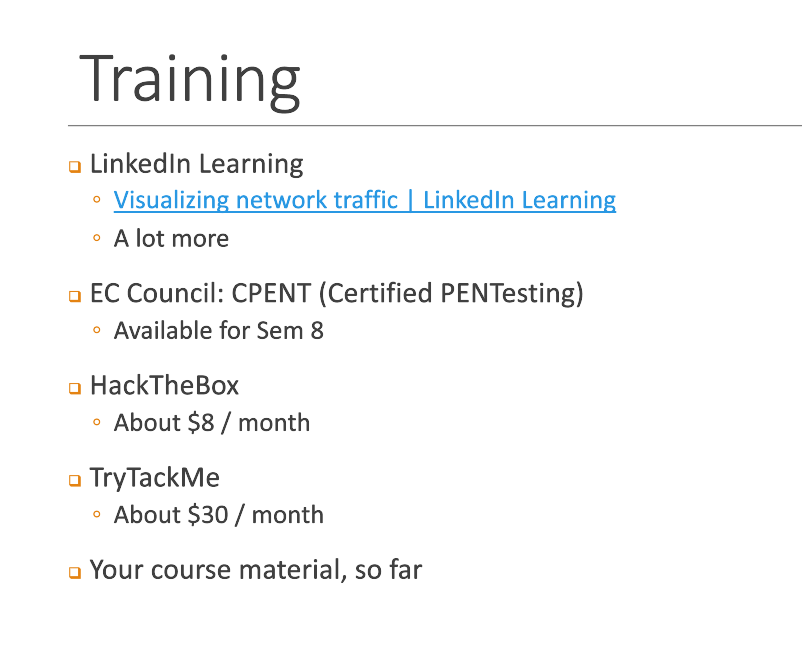 Training
LinkedIn Learning
Visualizing network traffic | LinkedIn Learning
A lot more
EC Council: CPENT (Certified PENTesting)
Available for Sem 8
HackTheBox
About $8 / month
TryTackMe
About $30 / month
Your course material, so far